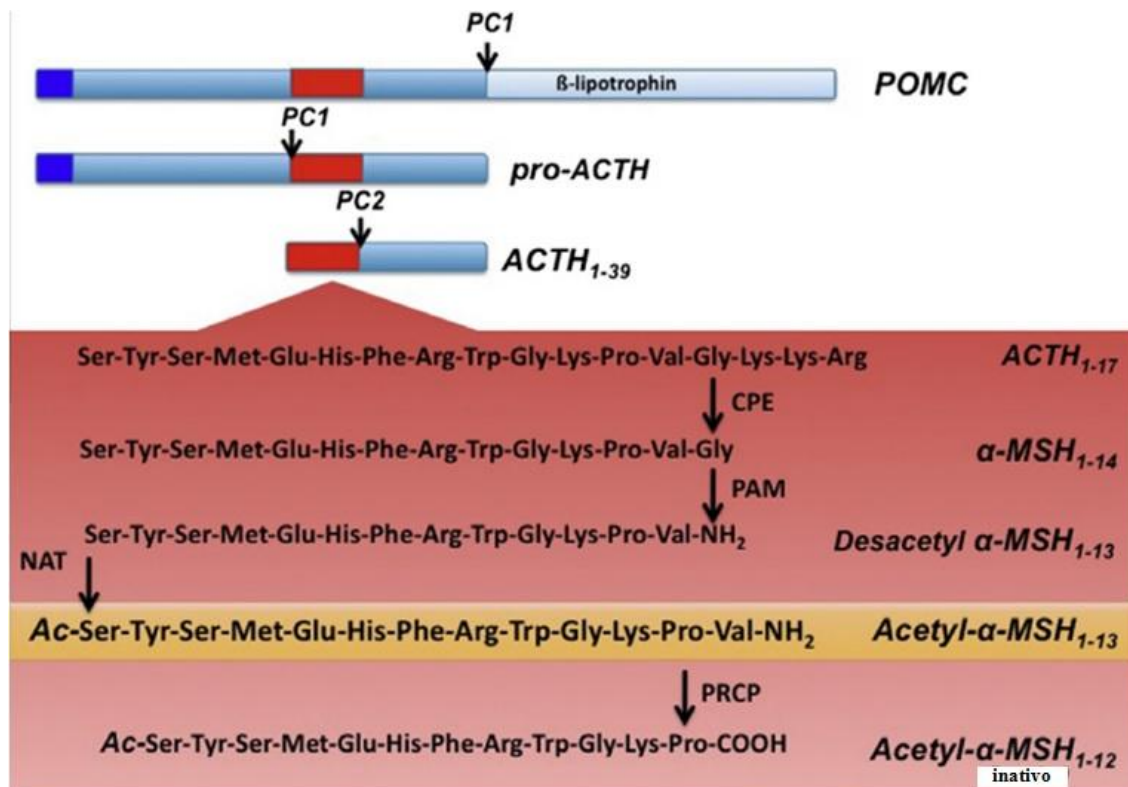 PC1
ß-lipotrophin
POMC
PC1
pro-ACTH
PC2
ACTH1-39
Ser-Tyr-Ser-Met-Glu-His-Phe-Arg-Trp-Gly-Lys-Pro-Val-Gly-Lys-Lys-Arg ACTH1-17
CPE
Ser-Tyr-Ser-Met-Glu-His-Phe-Arg-Trp-Gly-Lys-Pro-Val-Gly α-MSH1-14
PAM
Ser-Tyr-Ser-Met-Glu-His-Phe-Arg-Trp-Gly-Lys-Pro-Val-NH2 Desacetyl α-MSH1-13
NAT
Ac-Ser-Tyr-Ser-Met-Glu-His-Phe-Arg-Trp-Gly-Lys-Pro-Val-NH2 Acetyl-α-MSH1-13
PRCP
Ac-Ser-Tyr-Ser-Met-Glu-His-Phe-Arg-Trp-Gly-Lys-Pro-COOH Acetyl-α-MSH1-12
inativo